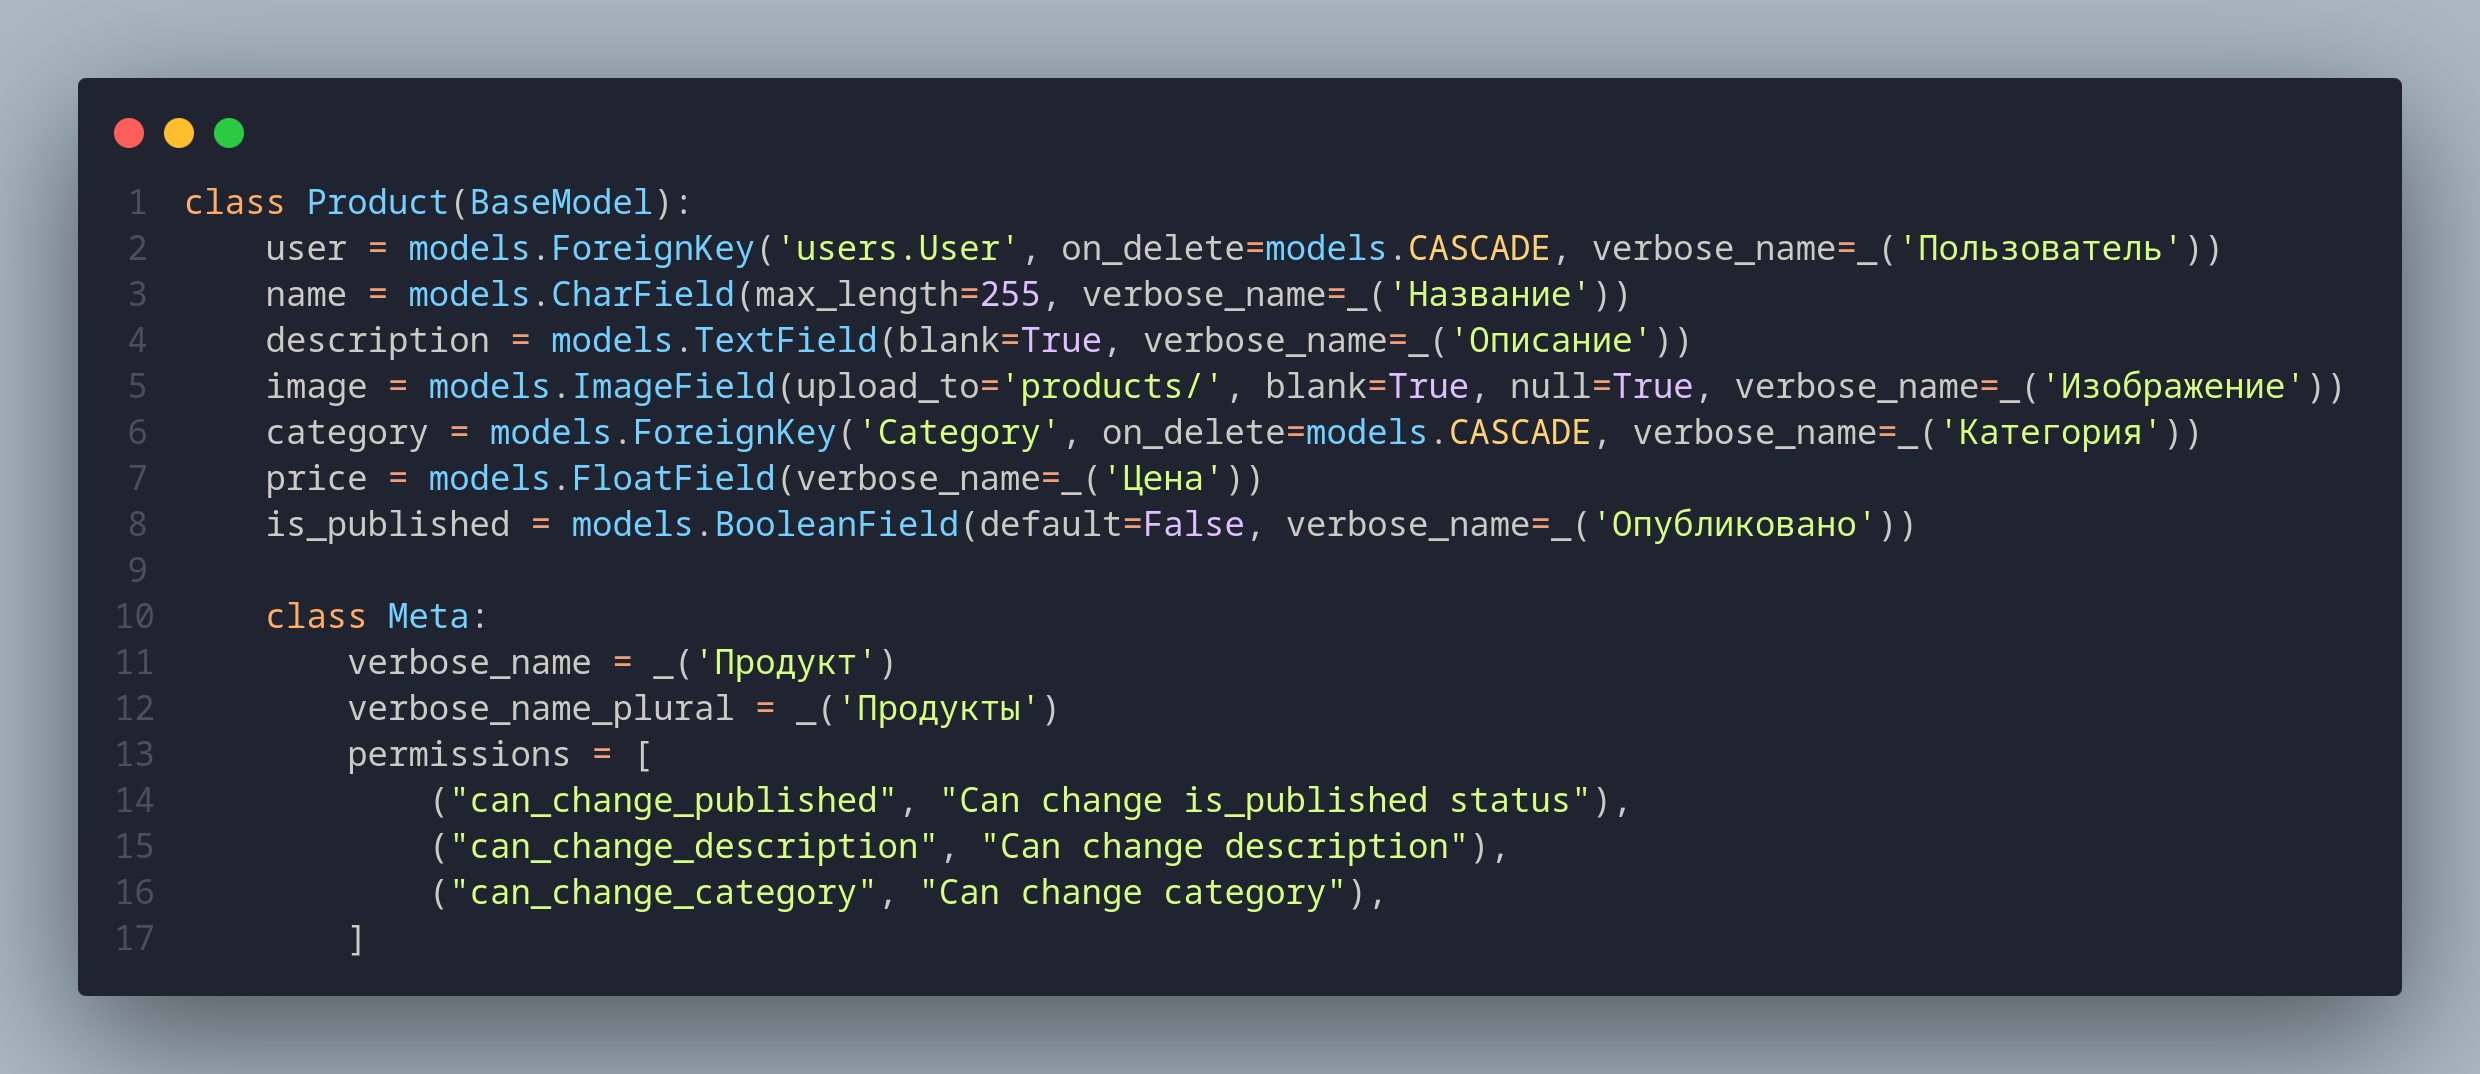 1 class Product(BaseModel):
2     user = models.ForeignKey('users.User', on_delete=models.CASCADE, verbose_name=_('Пользователь'))
3     name = models.CharField(max_length=255, verbose_name=_('Название'))
4     description = models.TextField(blank=True, verbose_name=_('Описание'))
5     image = models.ImageField(upload_to='products/', blank=True, null=True, verbose_name=_('Изображение'))
6     category = models.ForeignKey('Category', on_delete=models.CASCADE, verbose_name=_('Категория'))
7     price = models.FloatField(verbose_name=_('Цена'))
8     is_published = models.BooleanField(default=False, verbose_name=_('Опубликовано'))
9
10     class Meta:
11         verbose_name = _('Продукт')
12         verbose_name_plural = _('Продукты')
13         permissions = [
14             ("can_change_published", "Can change is_published status"),
15             ("can_change_description", "Can change description"),
16             ("can_change_category", "Can change category"),
17         ]